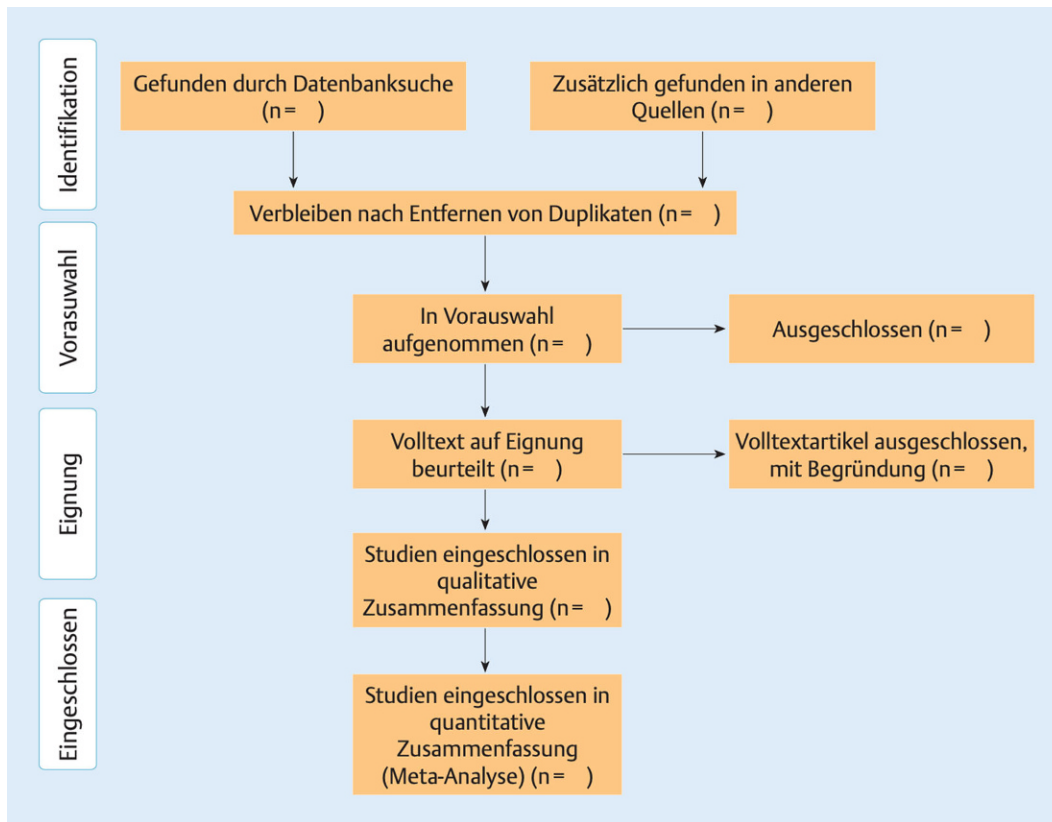 Identifikation
Gefunden durch Datenbanksuche
(n=   )
Zusätzlich gefunden in anderen
Quellen (n=   )
Verbleiben nach Entfernen von Duplikaten (n=   )
Vorasuwahl
In Vorauswahl
aufgenommen (n=   )
Ausgeschlossen (n=   )
Eignung
Volltext auf Eignung
beurteilt (n=   )
Volltextartikel ausgeschlossen,
mit Begründung (n=   )
Studien eingeschlossen in
qualitative
Zusammenfassung (n=   )
Eingeschlossen
Studien eingeschlossen in
quantitative
Zusammenfassung
(Meta-Analyse) (n=   )